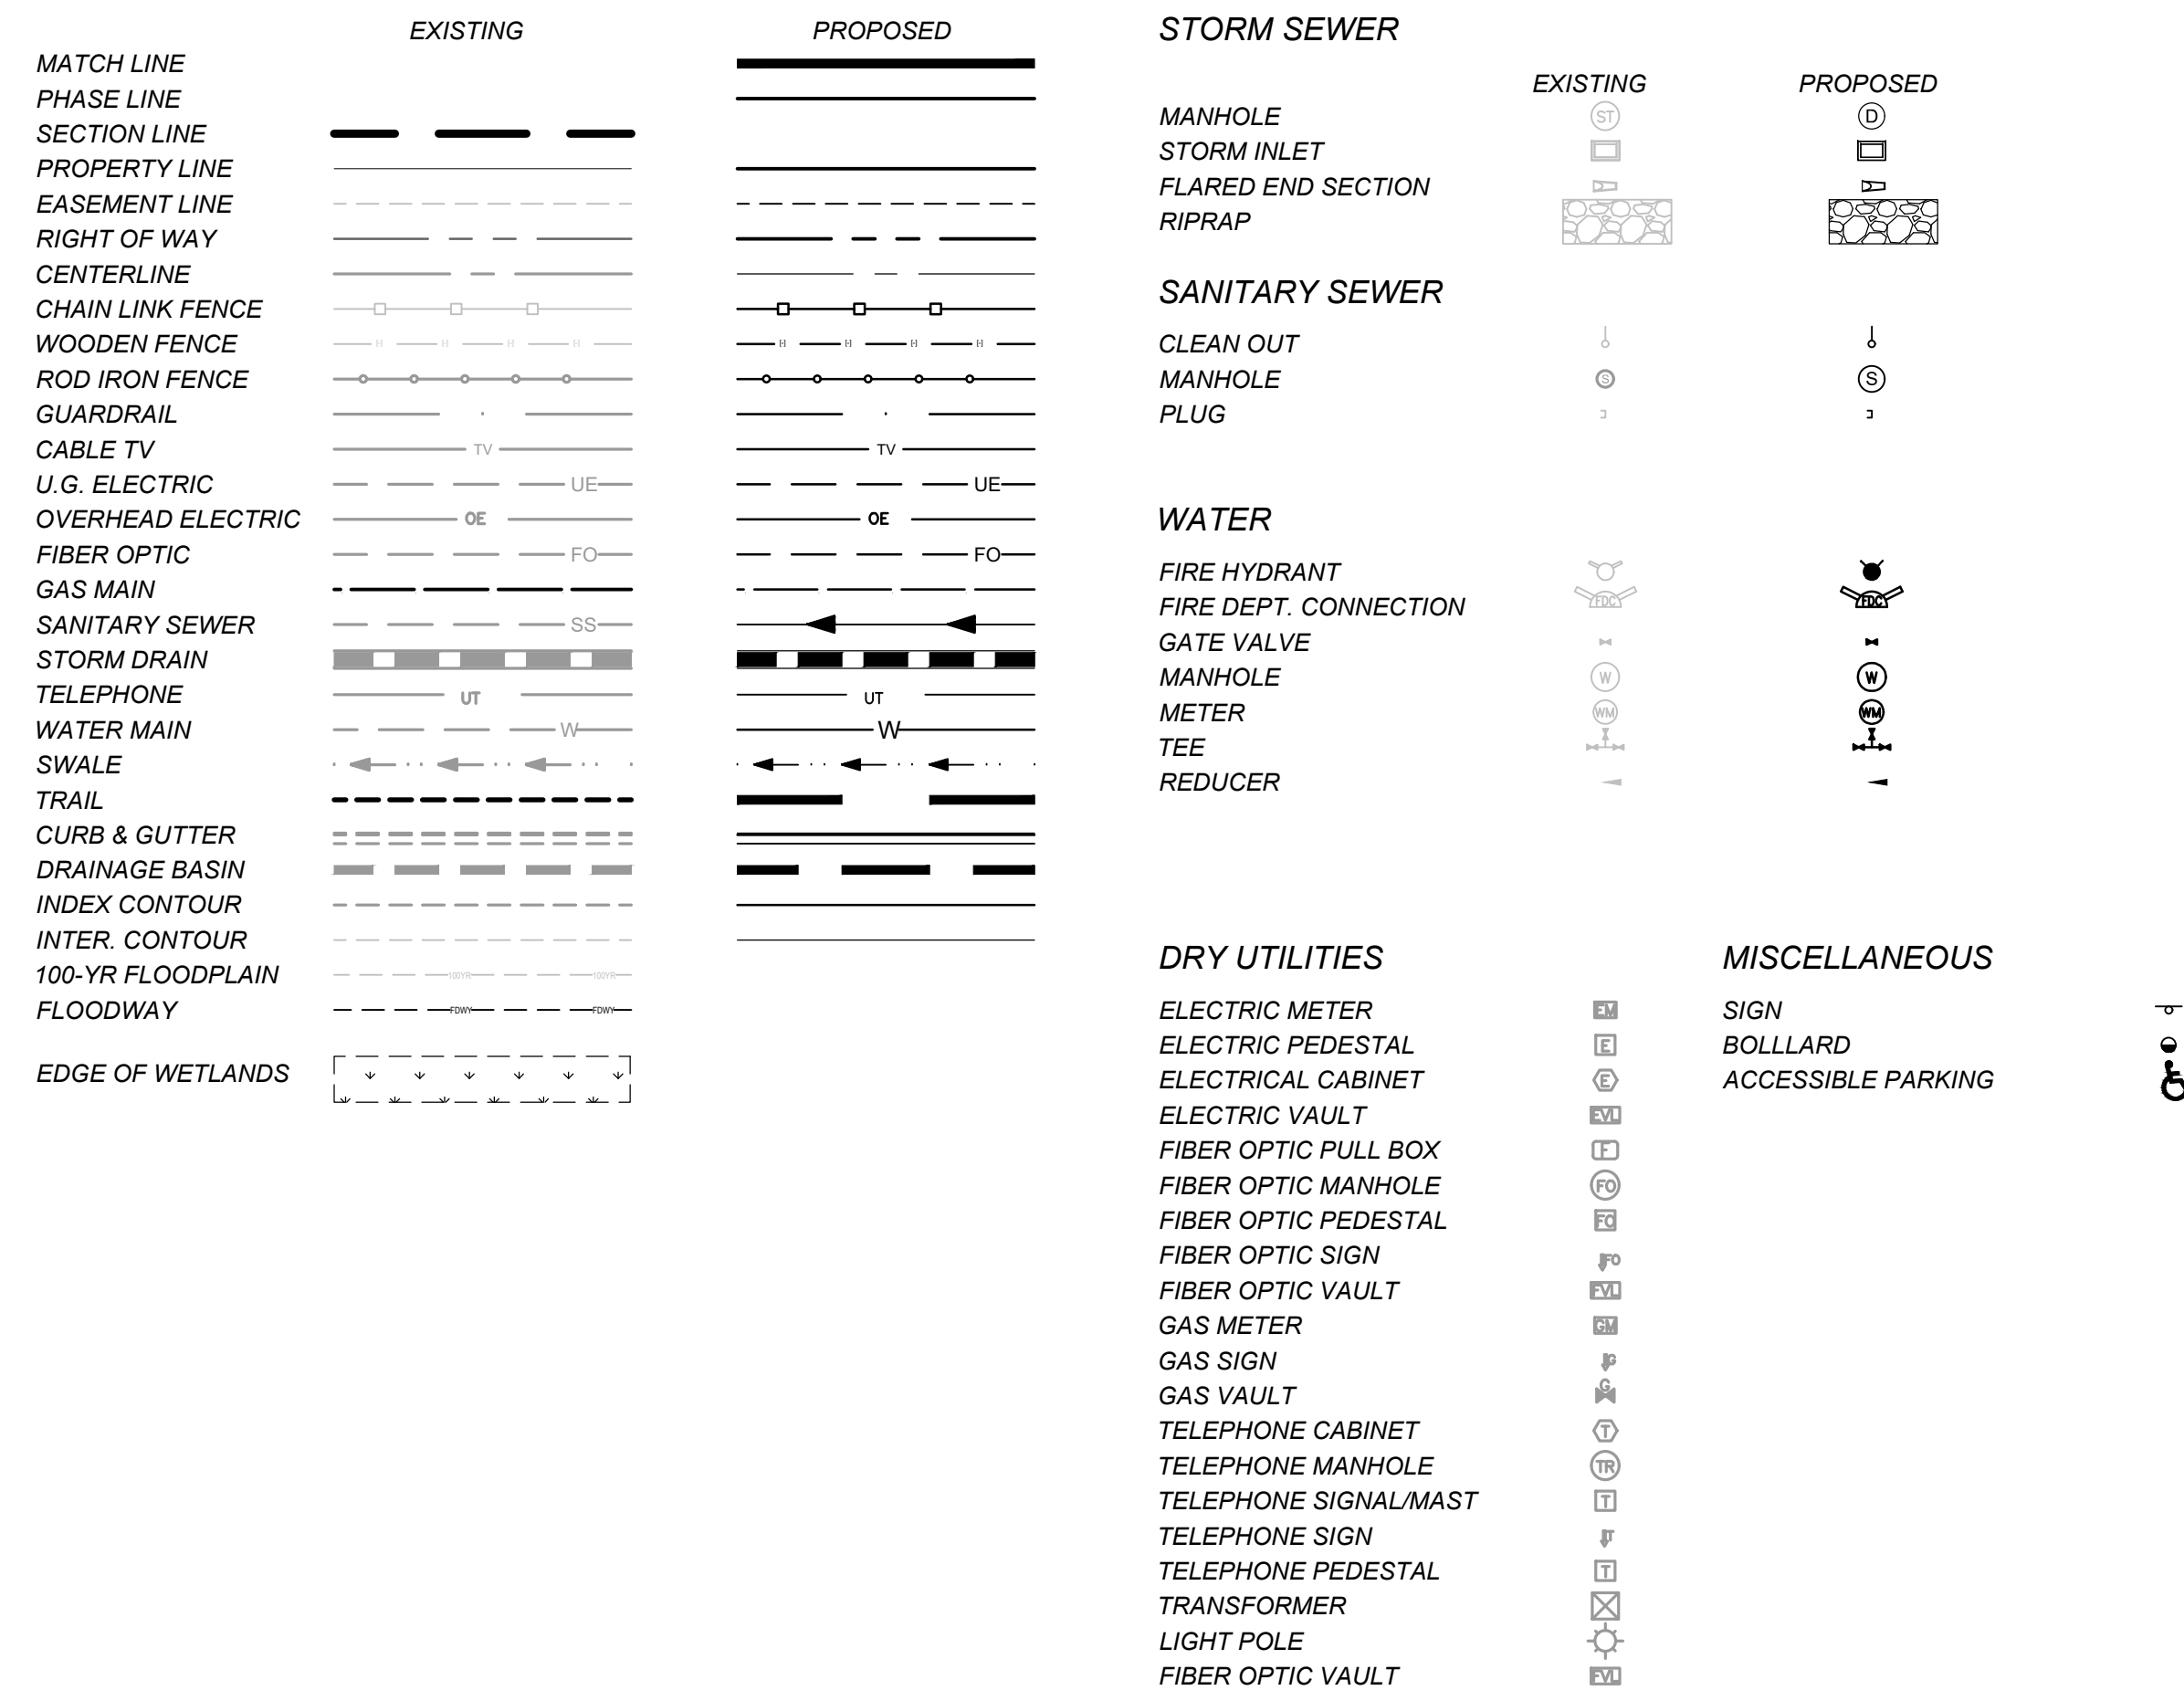 EXISTING PROPOSED
MATCH LINE
PHASE LINE
SECTION LINE
PROPERTY LINE
EASEMENT LINE
RIGHT OF WAY
CENTERLINE
CHAIN LINK FENCE
WOODEN FENCE
ROD IRON FENCE
GUARDRAIL
CABLE TV TV TV
U.G. ELECTRIC UE UE
OVERHEAD ELECTRIC OE OE
FIBER OPTIC FO FO
GAS MAIN
SANITARY SEWER SS
STORM DRAIN
TELEPHONE UT UT
WATER MAIN W W
SWALE
TRAIL
CURB & GUTTER
DRAINAGE BASIN
INDEX CONTOUR
INTER. CONTOUR
100-YR FLOODPLAIN 100YR 100YR
FLOODWAY FDWY FDWY
EDGE OF WETLANDS
STORM SEWER
EXISTING PROPOSED
MANHOLE ST D
STORM INLET
FLARED END SECTION
RIPRAP
SANITARY SEWER
CLEAN OUT
MANHOLE S S
PLUG
WATER
FIRE HYDRANT
FIRE DEPT. CONNECTION FDC FDC
GATE VALVE
MANHOLE W W
METER WM WM
TEE
REDUCER
DRY UTILITIES
ELECTRIC METER EM
ELECTRIC PEDESTAL E
ELECTRICAL CABINET E
ELECTRIC VAULT EVL
FIBER OPTIC PULL BOX F
FIBER OPTIC MANHOLE FO
FIBER OPTIC PEDESTAL FO
FIBER OPTIC SIGN FO
FIBER OPTIC VAULT FVL
GAS METER GM
GAS SIGN G
GAS VAULT G
TELEPHONE CABINET T
TELEPHONE MANHOLE TR
TELEPHONE SIGNAL/MAST T
TELEPHONE SIGN T
TELEPHONE PEDESTAL T
TRANSFORMER
LIGHT POLE
FIBER OPTIC VAULT FVL
MISCELLANEOUS
SIGN
BOLLLARD
ACCESSIBLE PARKING